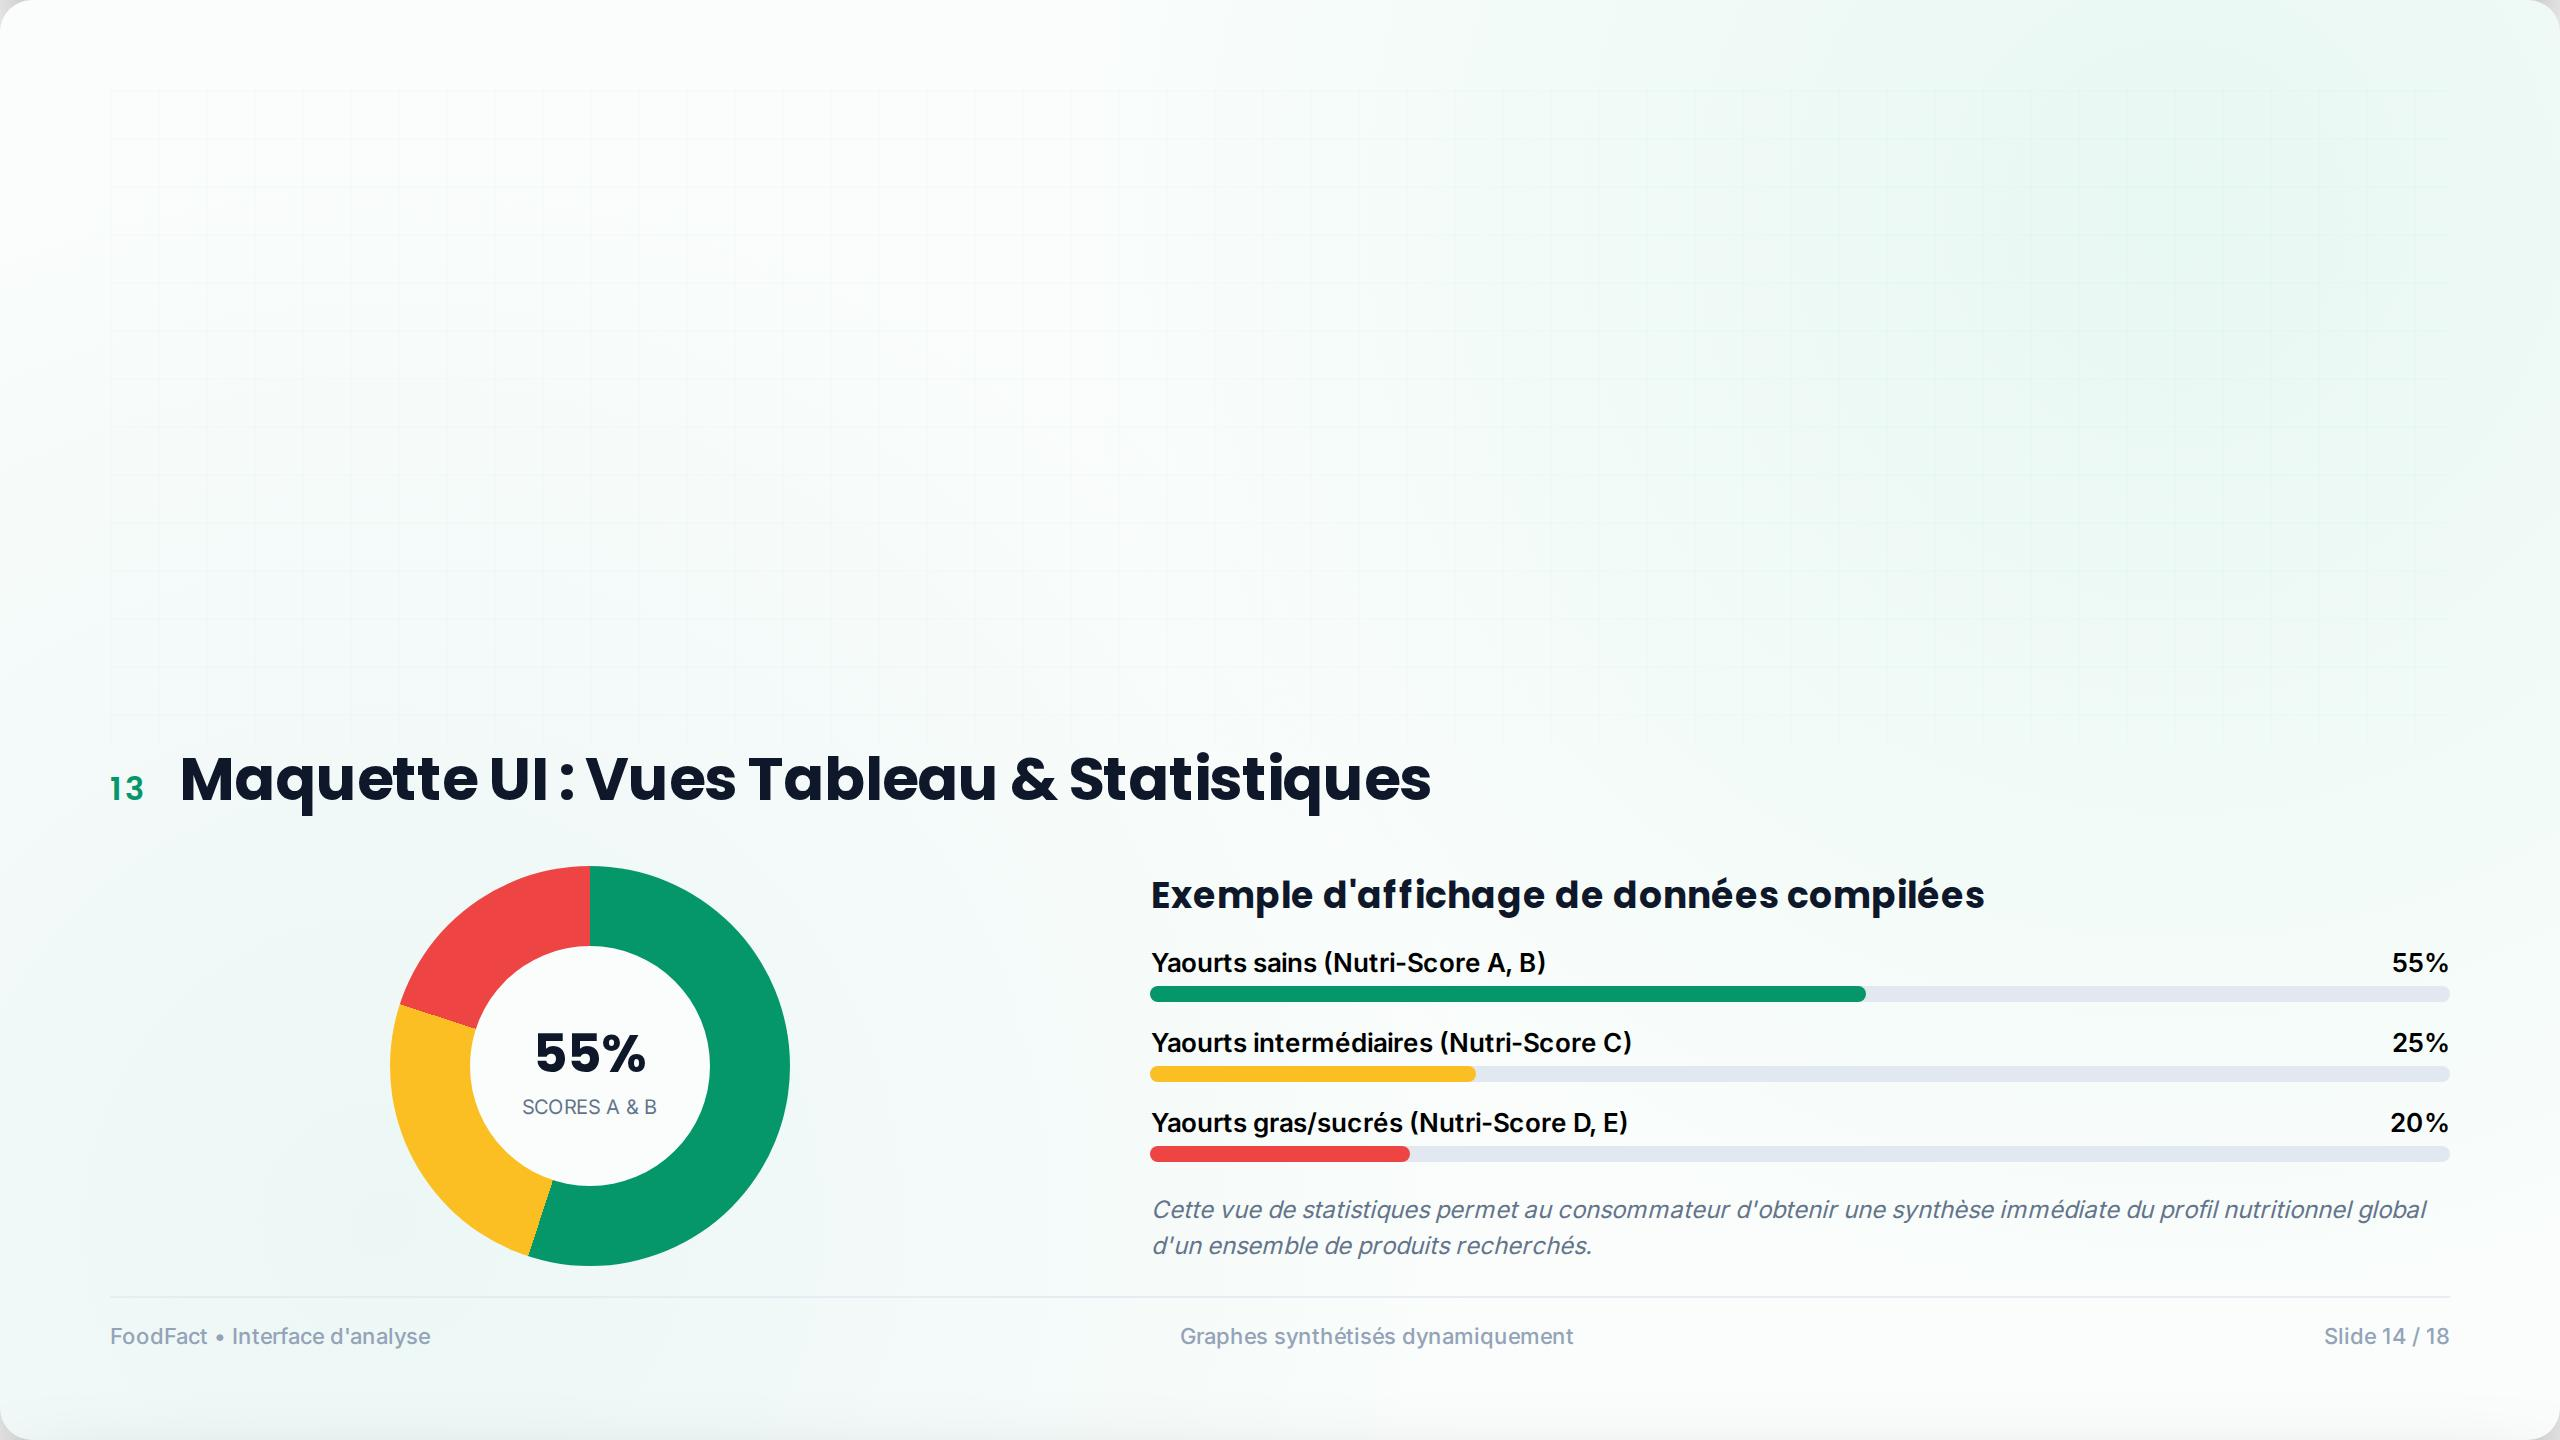 13 Maquette UI : Vues Tableau & Statistiques
55%
SCORES A & B
Exemple d'affichage de données compilées
Yaourts sains (Nutri-Score A, B) 55%
Yaourts intermédiaires (Nutri-Score C) 25%
Yaourts gras/sucrés (Nutri-Score D, E) 20%
Cette vue de statistiques permet au consommateur d'obtenir une synthèse immédiate du profil nutritionnel global
d'un ensemble de produits recherchés.
FoodFact • Interface d'analyse Graphes synthétisés dynamiquement Slide 14 / 18